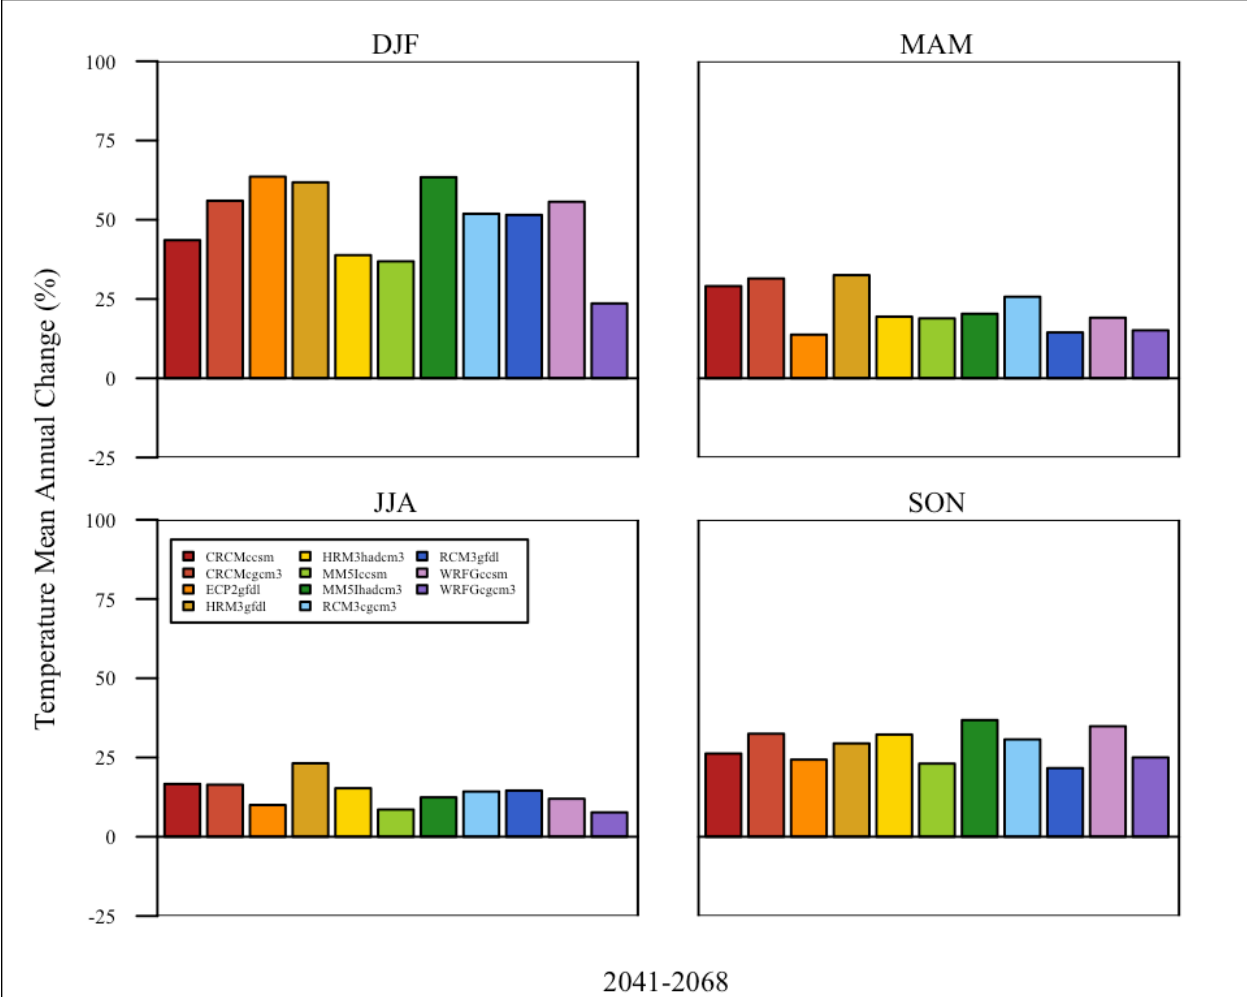 DJF
MAM
100
75
50
25
0
-25
Temperature Mean Annual Change (%)
JJA
SON
100
75
50
25
0
-25
CRCMccsm HRM3hadcm3 RCM3gfdl
CRCMcgcm3 MM5Iccsm WRFGccsm
ECP2gfdl MM5Ihadcm3 WRFGcgcm3
HRM3gfdl RCM3cgcm3
2041-2068